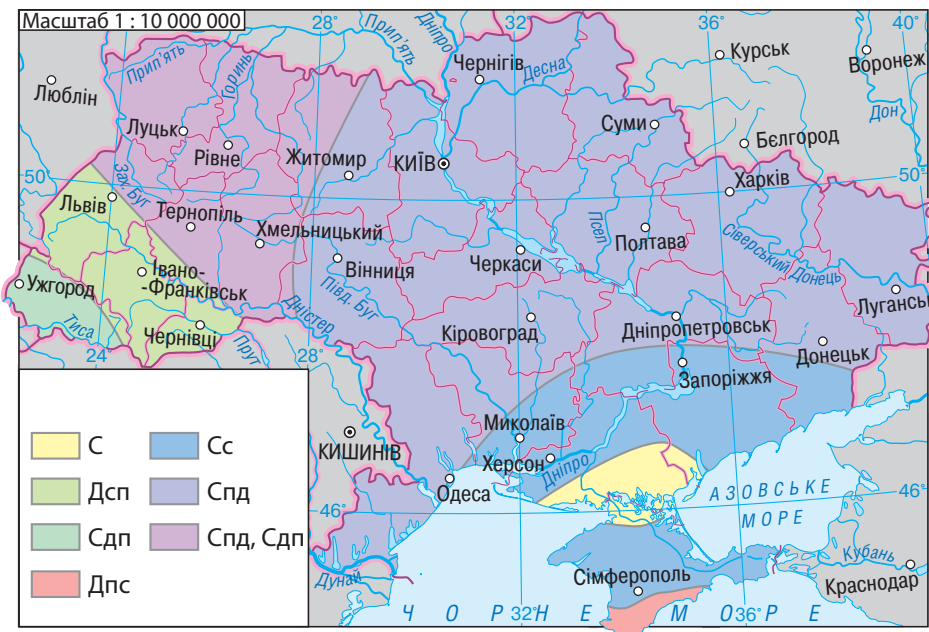 Масштаб 1 : 10 000 000
28°
32°
36°
40°
Прип'ять
Дніпро
Прип'ять
Горинь
Чернігів
Десна
Курськ
Воронеж
Люблін
Дон
Луцьк
Суми
Рівне
Житомир
КИЇВ
Бєлгород
50°
Зах. Буг
Харків
50°
Львів
Тернопіль
Хмельницький
Псел
Полтава
Сіверський Донець
Черкаси
Вінниця
Івано-
-Франківськ
Ужгород
Півд. Буг
Луганськ
Дністер
Тиса
Чернівці
Кіровоград
Дніпропетровськ
Прут
24°
28°
Донецьк
Запоріжжя
Миколаїв
КИШИНІВ
Херсон
Дніпро
Одеса
С
Сс
Дсп
Спд
Сдп
Спд, Сдп
Дпс
АЗОВСЬКЕ
МОРЕ
46°
46°
Дунай
Сімферополь
Кубань
Краснодар
ЧОРНЕ МОРЕ
32°
36°